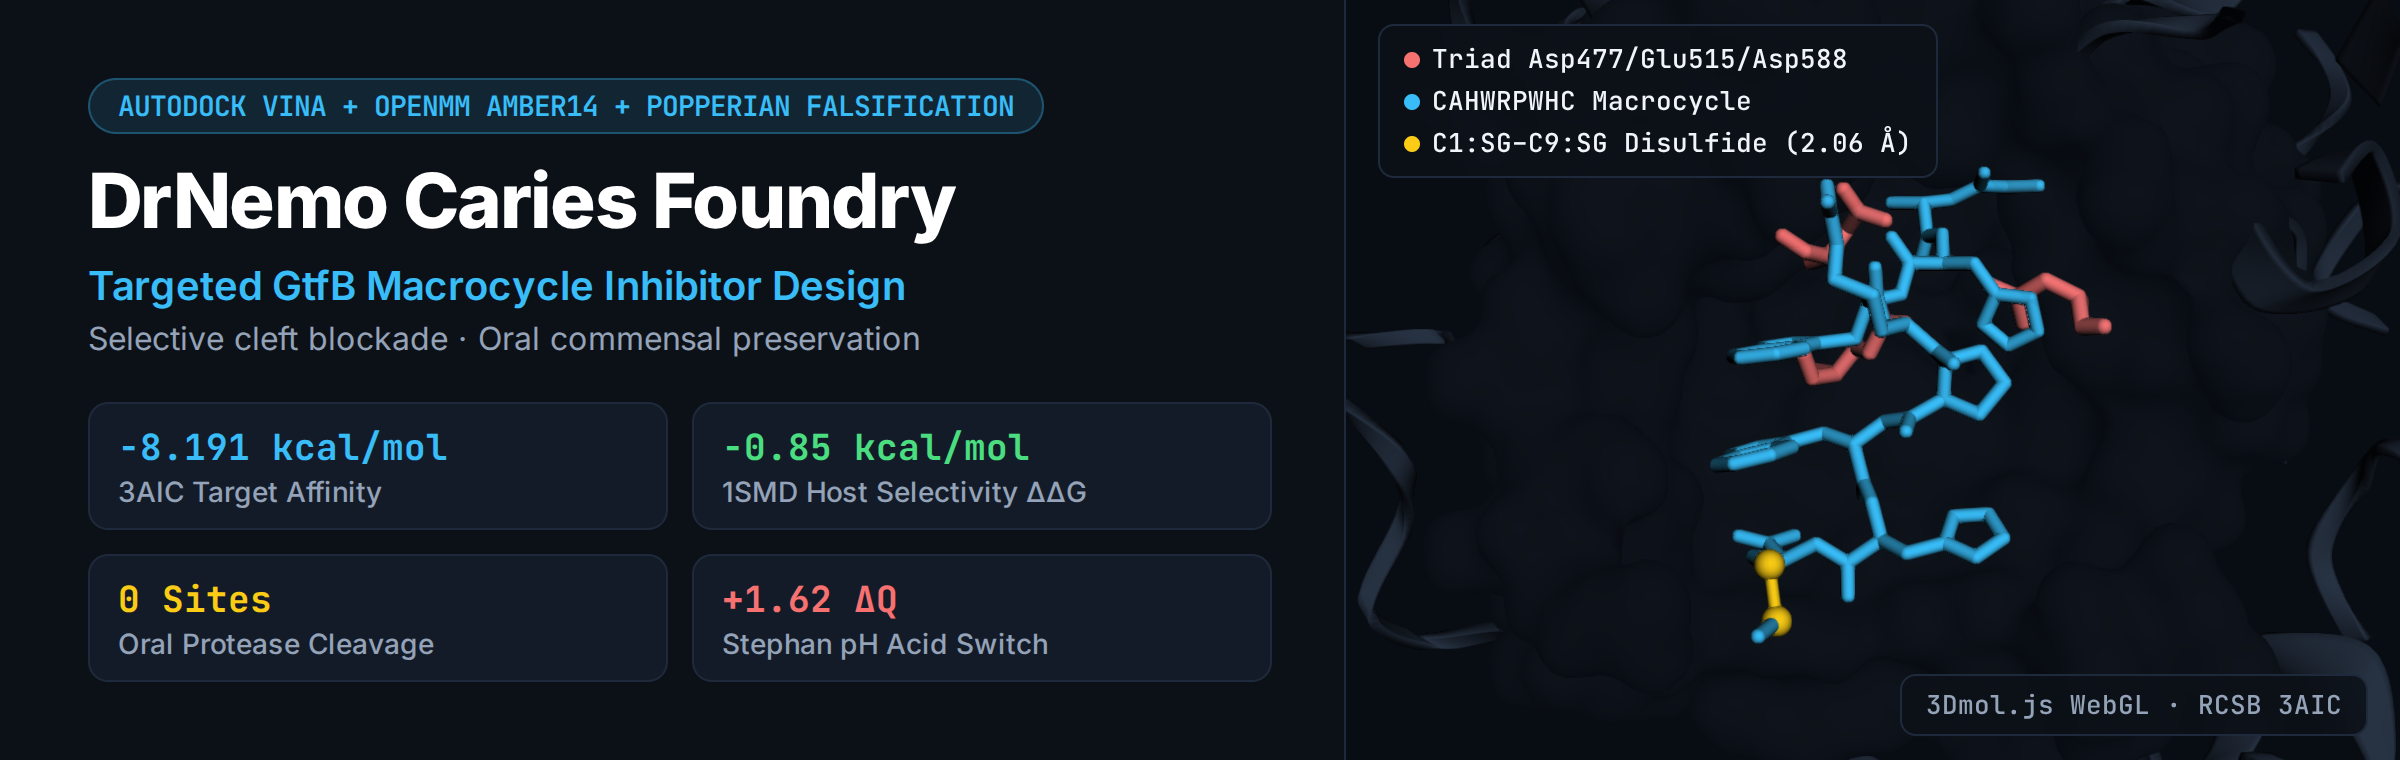 AUTODOCK VINA + OPENMM AMBER14 + POPPERIAN FALSIFICATION
DrNemo Caries Foundry
Targeted GtfB Macrocycle Inhibitor Design
Selective cleft blockade · Oral commensal preservation
-8.191 kcal/mol
3AIC Target Affinity
-0.85 kcal/mol
1SMD Host Selectivity ΔΔG
0 Sites
Oral Protease Cleavage
+1.62 ΔQ
Stephan pH Acid Switch
Triad Asp477/Glu515/Asp588
CAHWRPWHC Macrocycle
C1:SG–C9:SG Disulfide (2.06 Å)
3Dmol.js WebGL · RCSB 3AIC